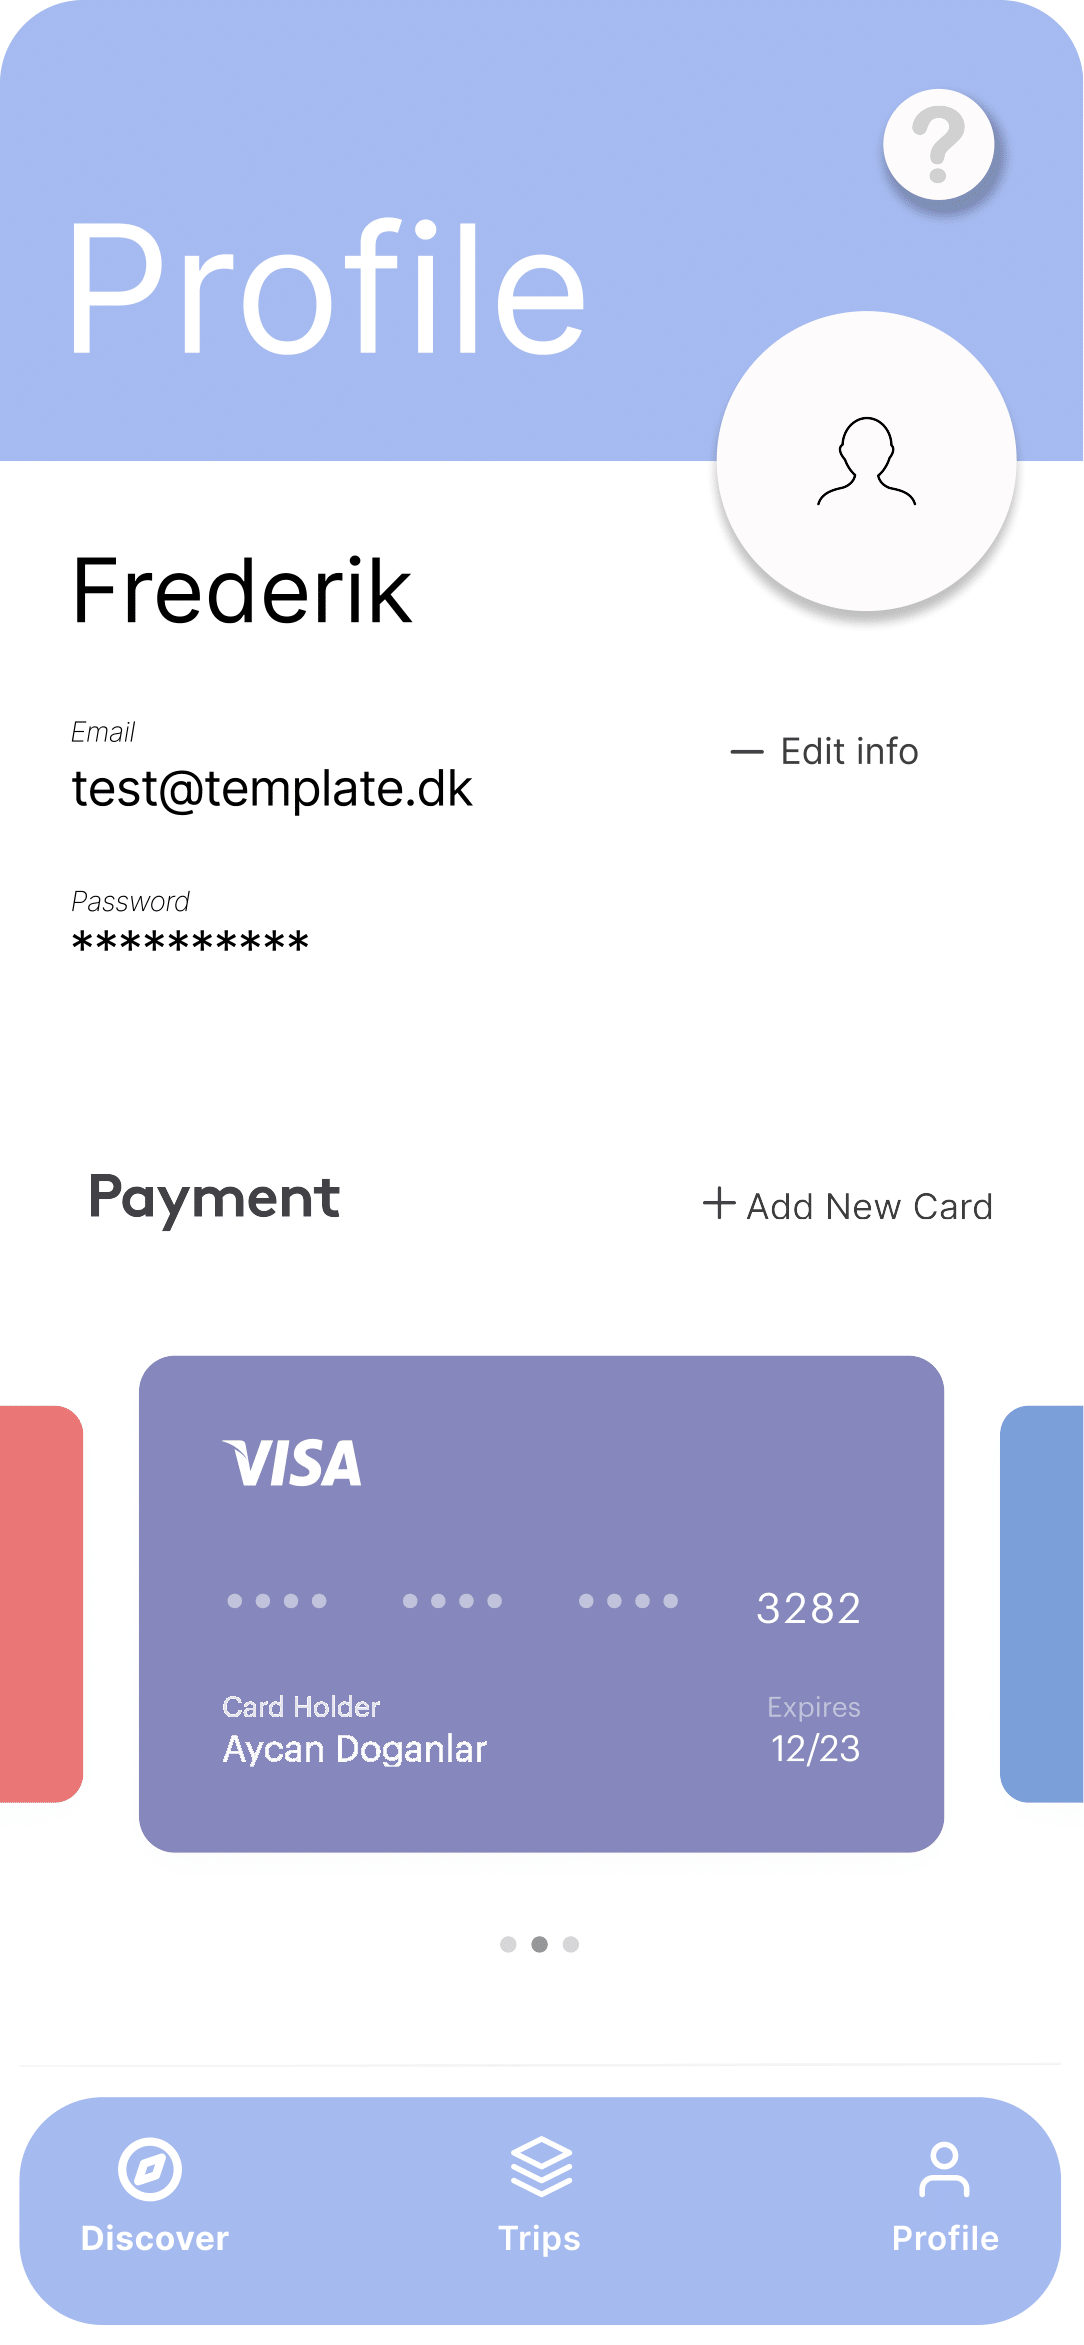 ?
Profile
Frederik
Email
test@template.dk
— Edit info
Password
**********
Payment
+ Add New Card
VISA
•••• •••• •••• 3282
Card Holder
Expires
Aycan Doganlar
12/23
Discover
Trips
Profile